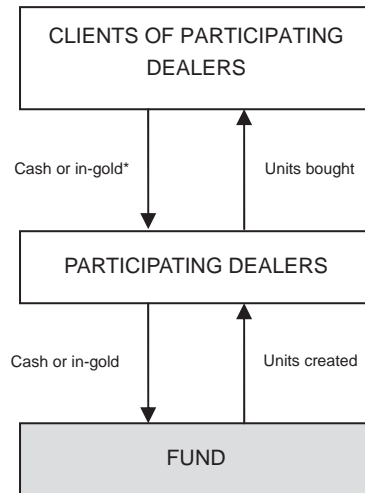 CLIENTS OF PARTICIPATING
DEALERS
Cash or in-gold*
Units bought
PARTICIPATING DEALERS
Cash or in-gold
Units created
FUND